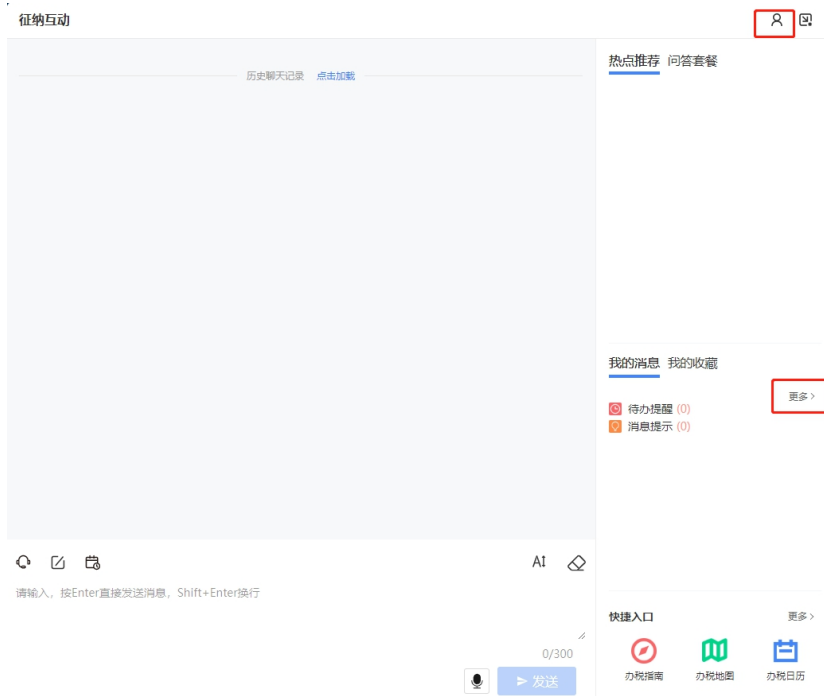 征纳互动
历史聊天记录 点击加载
热点推荐 问答套餐
我的消息 我的收藏
更多 >
待办提醒 (0)
消息提示 (0)
A
请输入，按Enter直接发送消息，Shift+Enter换行
0/300
发送
快捷入口 更多 >
办税指南 办税地图 办税日历